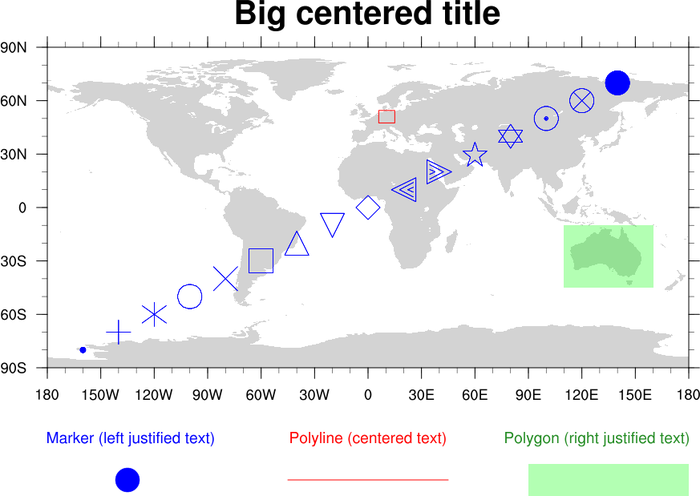 Big centered title
90N
60N
30N
0
30S
60S
90S
180 150W 120W 90W 60W 30W 0 30E 60E 90E 120E 150E 180
Marker (left justified text) Polyline (centered text) Polygon (right justified text)